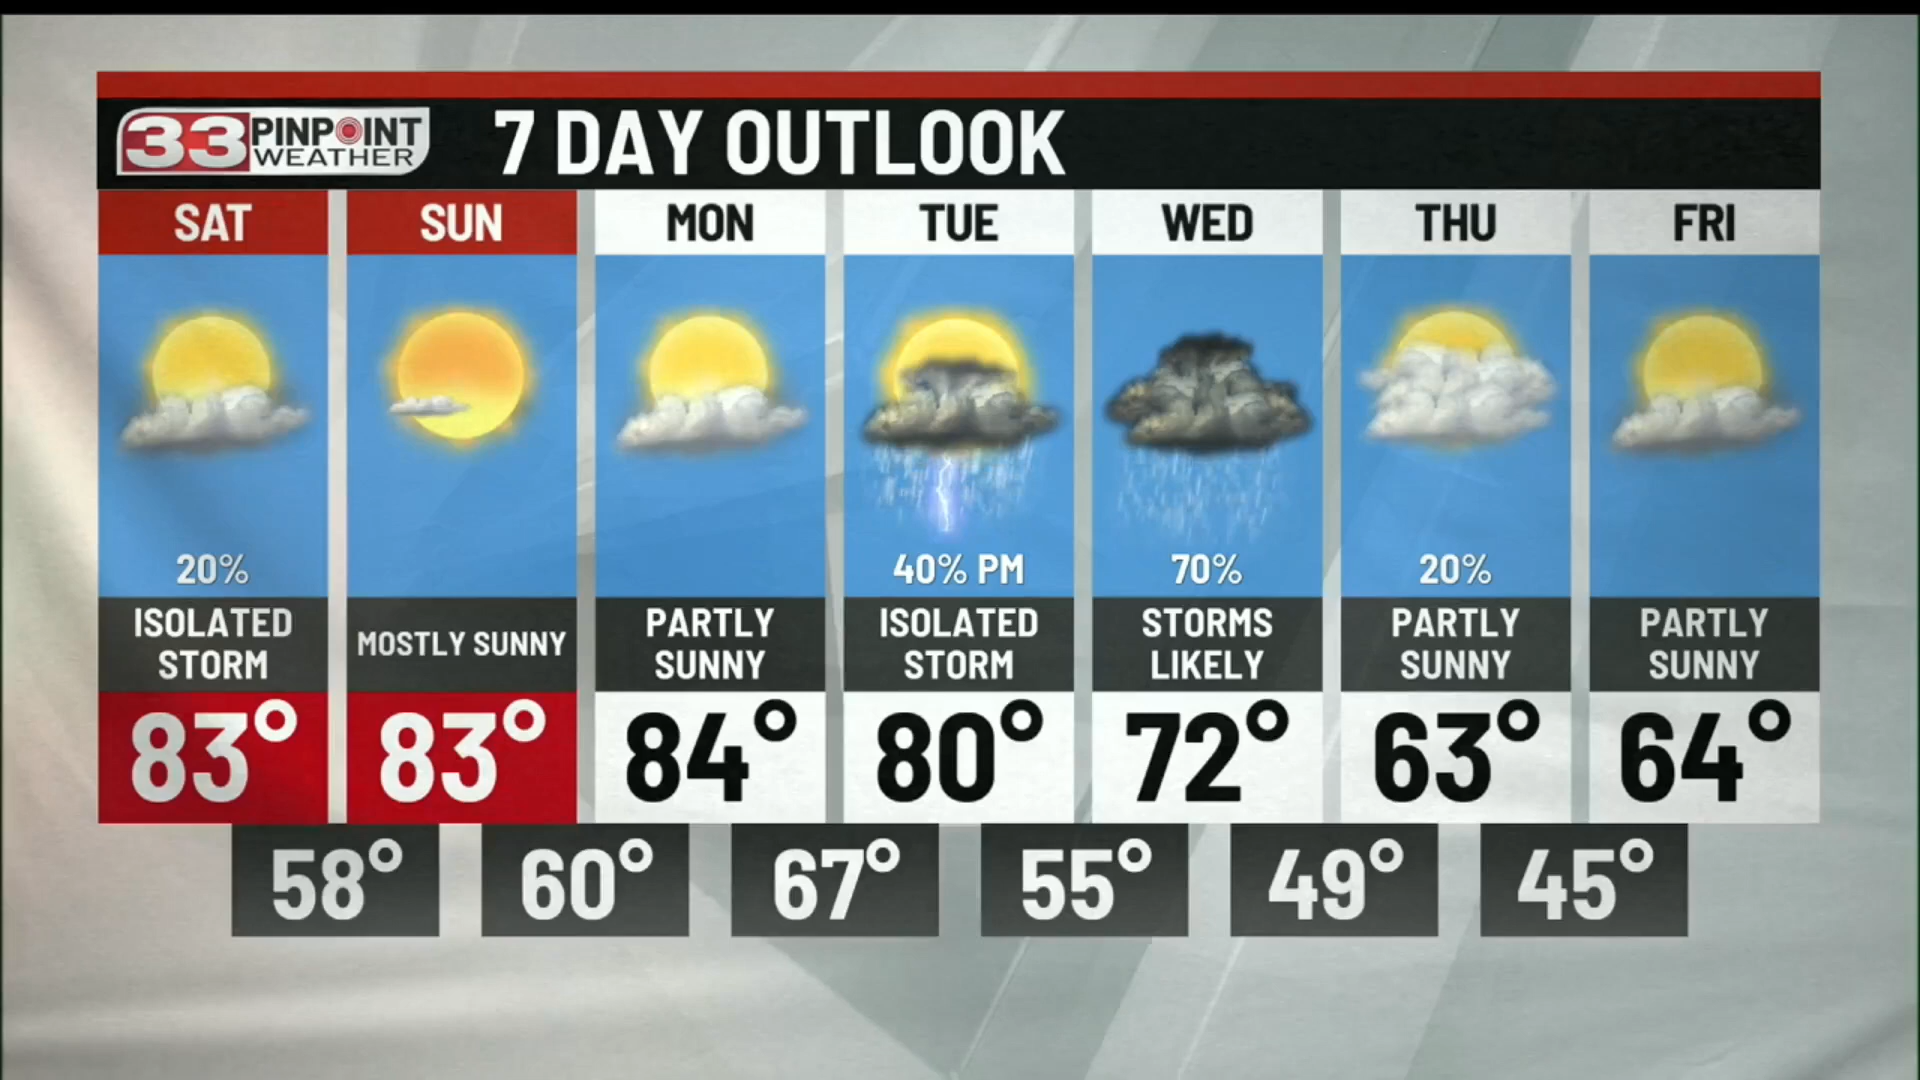 33 PINPOINT
WEATHER
7 DAY OUTLOOK
SAT
20%
ISOLATED
STORM
83°
SUN
MOSTLY SUNNY
83°
MON
PARTLY
SUNNY
84°
TUE
40% PM
ISOLATED
STORM
80°
WED
70%
STORMS
LIKELY
72°
THU
20%
PARTLY
SUNNY
63°
FRI
PARTLY
SUNNY
64°
58°
60°
67°
55°
49°
45°